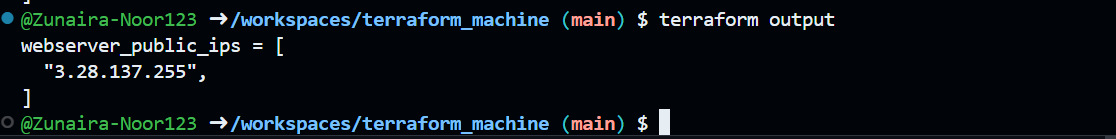 @Zunaira-Noor123 ➜/workspaces/terraform_machine (main) $ terraform output
webserver_public_ips = [
  "3.28.137.255",
]
@Zunaira-Noor123 ➜/workspaces/terraform_machine (main) $